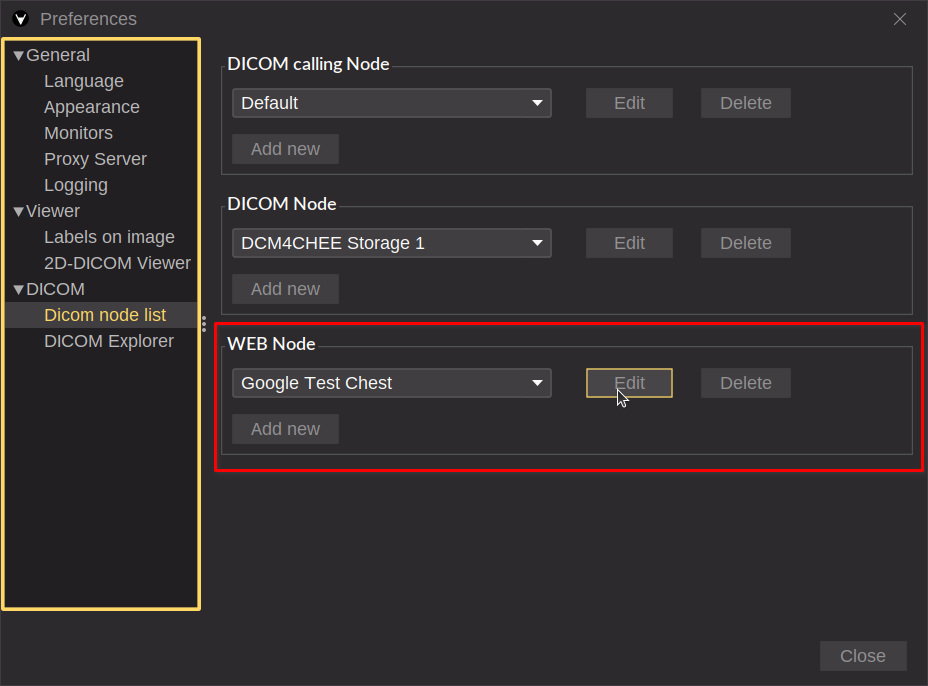 Preferences
▼General
Language
Appearance
Monitors
Proxy Server
Logging
▼Viewer
Labels on image
2D-DICOM Viewer
▼DICOM
Dicom node list
DICOM Explorer
DICOM calling Node
Default Edit Delete
Add new
DICOM Node
DCM4CHEE Storage 1 Edit Delete
Add new
WEB Node
Google Test Chest Edit Delete
Add new
Close